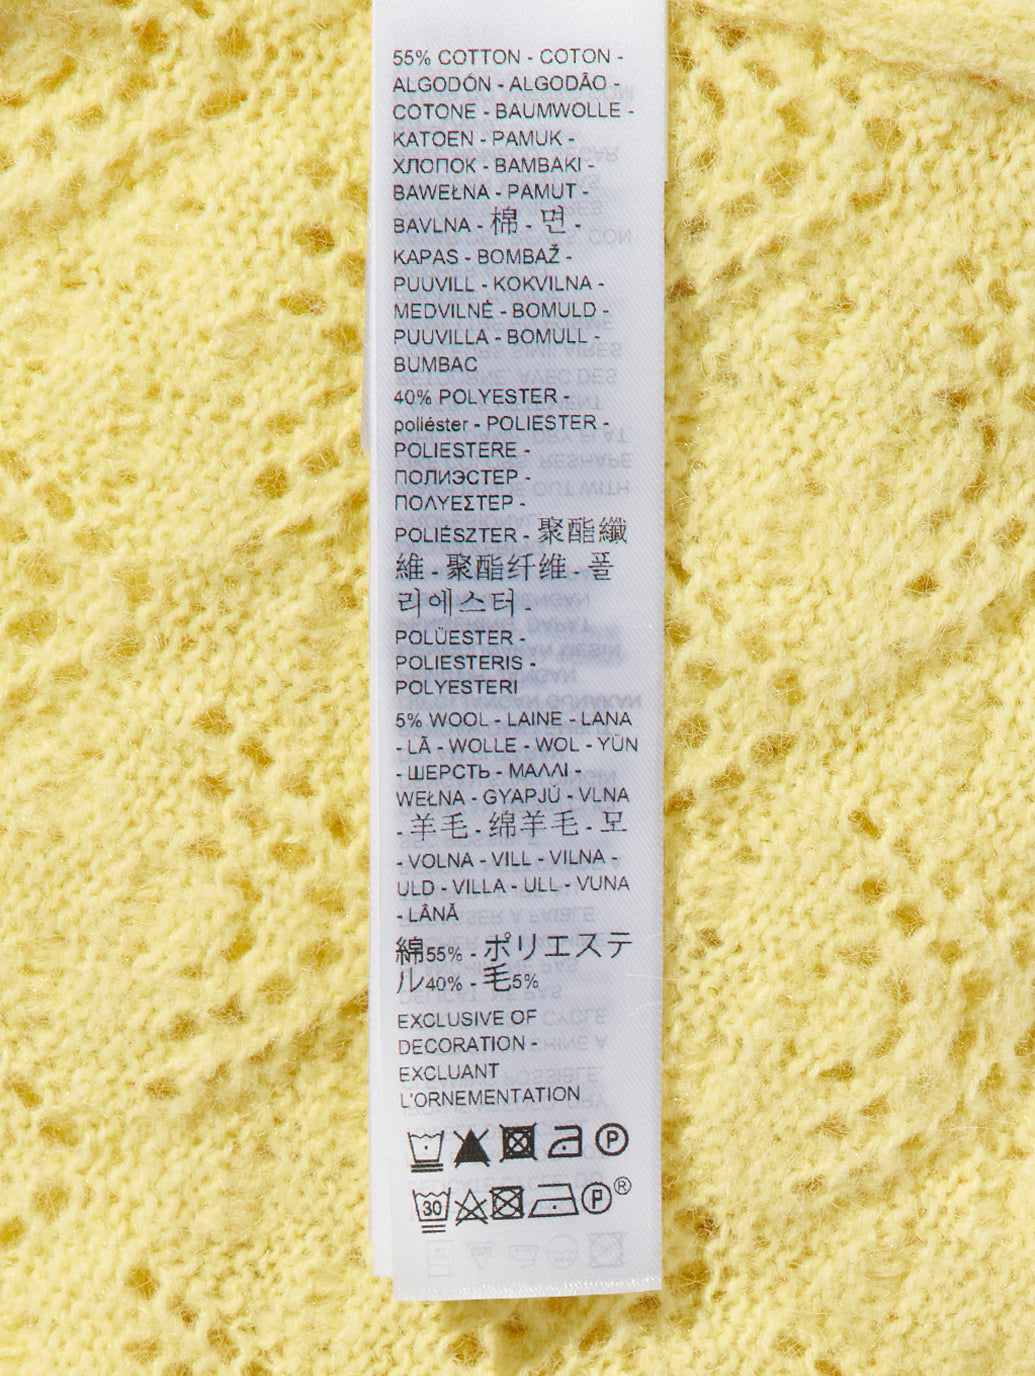 55% COTTON - COTON -
ALGODÓN - ALGODÃO -
COTONE - BAUMWOLLE -
KATOEN - PAMUK -
ХЛОПОК - BAMBAKI -
BAWEŁNA - PAMUT -
BAVLNA - 棉 - 면 -
KAPAS - BOMBAŽ -
PUUVILL - KOKVILNA -
MEDVILNĖ - BOMULD -
PUUVILLA - BOMULL -
BUMBAC
40% POLYESTER -
poliéster - POLIESTER -
POLIESTERE -
ПОЛИЭСТЕР -
ΠΟΛΥΕΣΤΕΡ -
POLIÉSZTER - 聚酯纖
維 - 聚酯纤维 - 폴
리에스터 -
POLÜESTER -
POLIESTERIS -
POLYESTERI
5% WOOL - LAINE - LANA
- LÃ - WOLLE - WOL - YÜN
- ШЕРСТЬ - ΜΑΛΛΙ -
WEŁNA - GYAPJÚ - VLNA
- 羊毛 - 绵羊毛 - 모
- VOLNA - VILL - VILNA -
ULD - VILLA - ULL - VUNA
- LÂNĂ
綿55% - ポリエステ
ル40% - 毛5%
EXCLUSIVE OF
DECORATION -
EXCLUANT
L'ORNEMENTATION
P
30 P ®